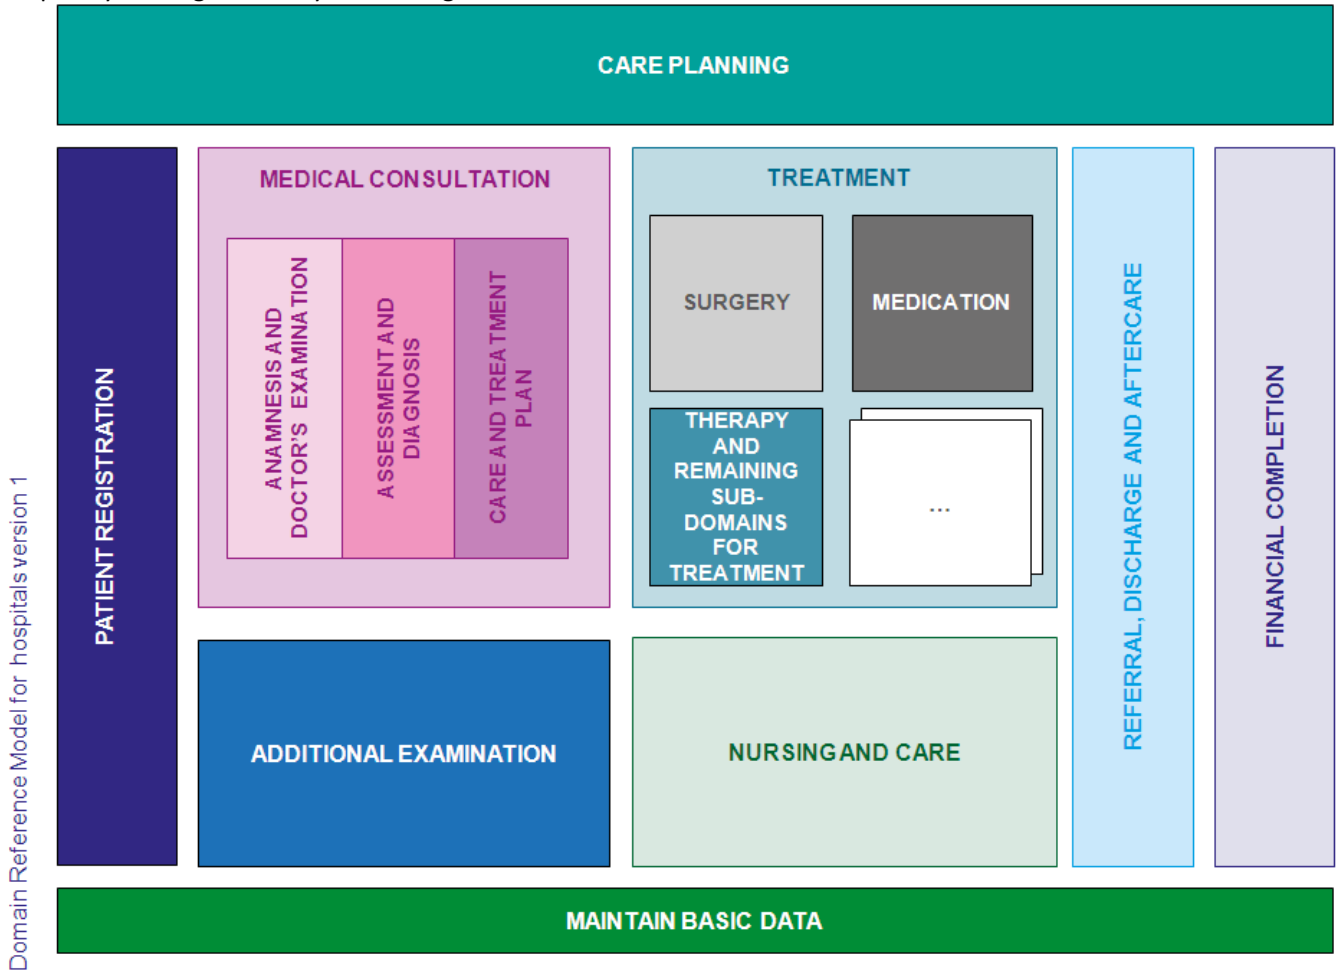 CARE PLANNING
PATIENT REGISTRATION
MEDICAL CONSULTATION
ANAMNESIS AND
DOCTOR'S EXAMINATION
ASSESSMENT AND
DIAGNOSIS
CARE AND TREATMENT
PLAN
TREATMENT
SURGERY
MEDICATION
THERAPY
AND
REMAINING
SUB-
DOMAINS
FOR
TREATMENT
...
REFERRAL, DISCHARGE AND AFTERCARE
FINANCIAL COMPLETION
ADDITIONAL EXAMINATION
NURSING AND CARE
MAINTAIN BASIC DATA
Domain Reference Model for hospitals version 1